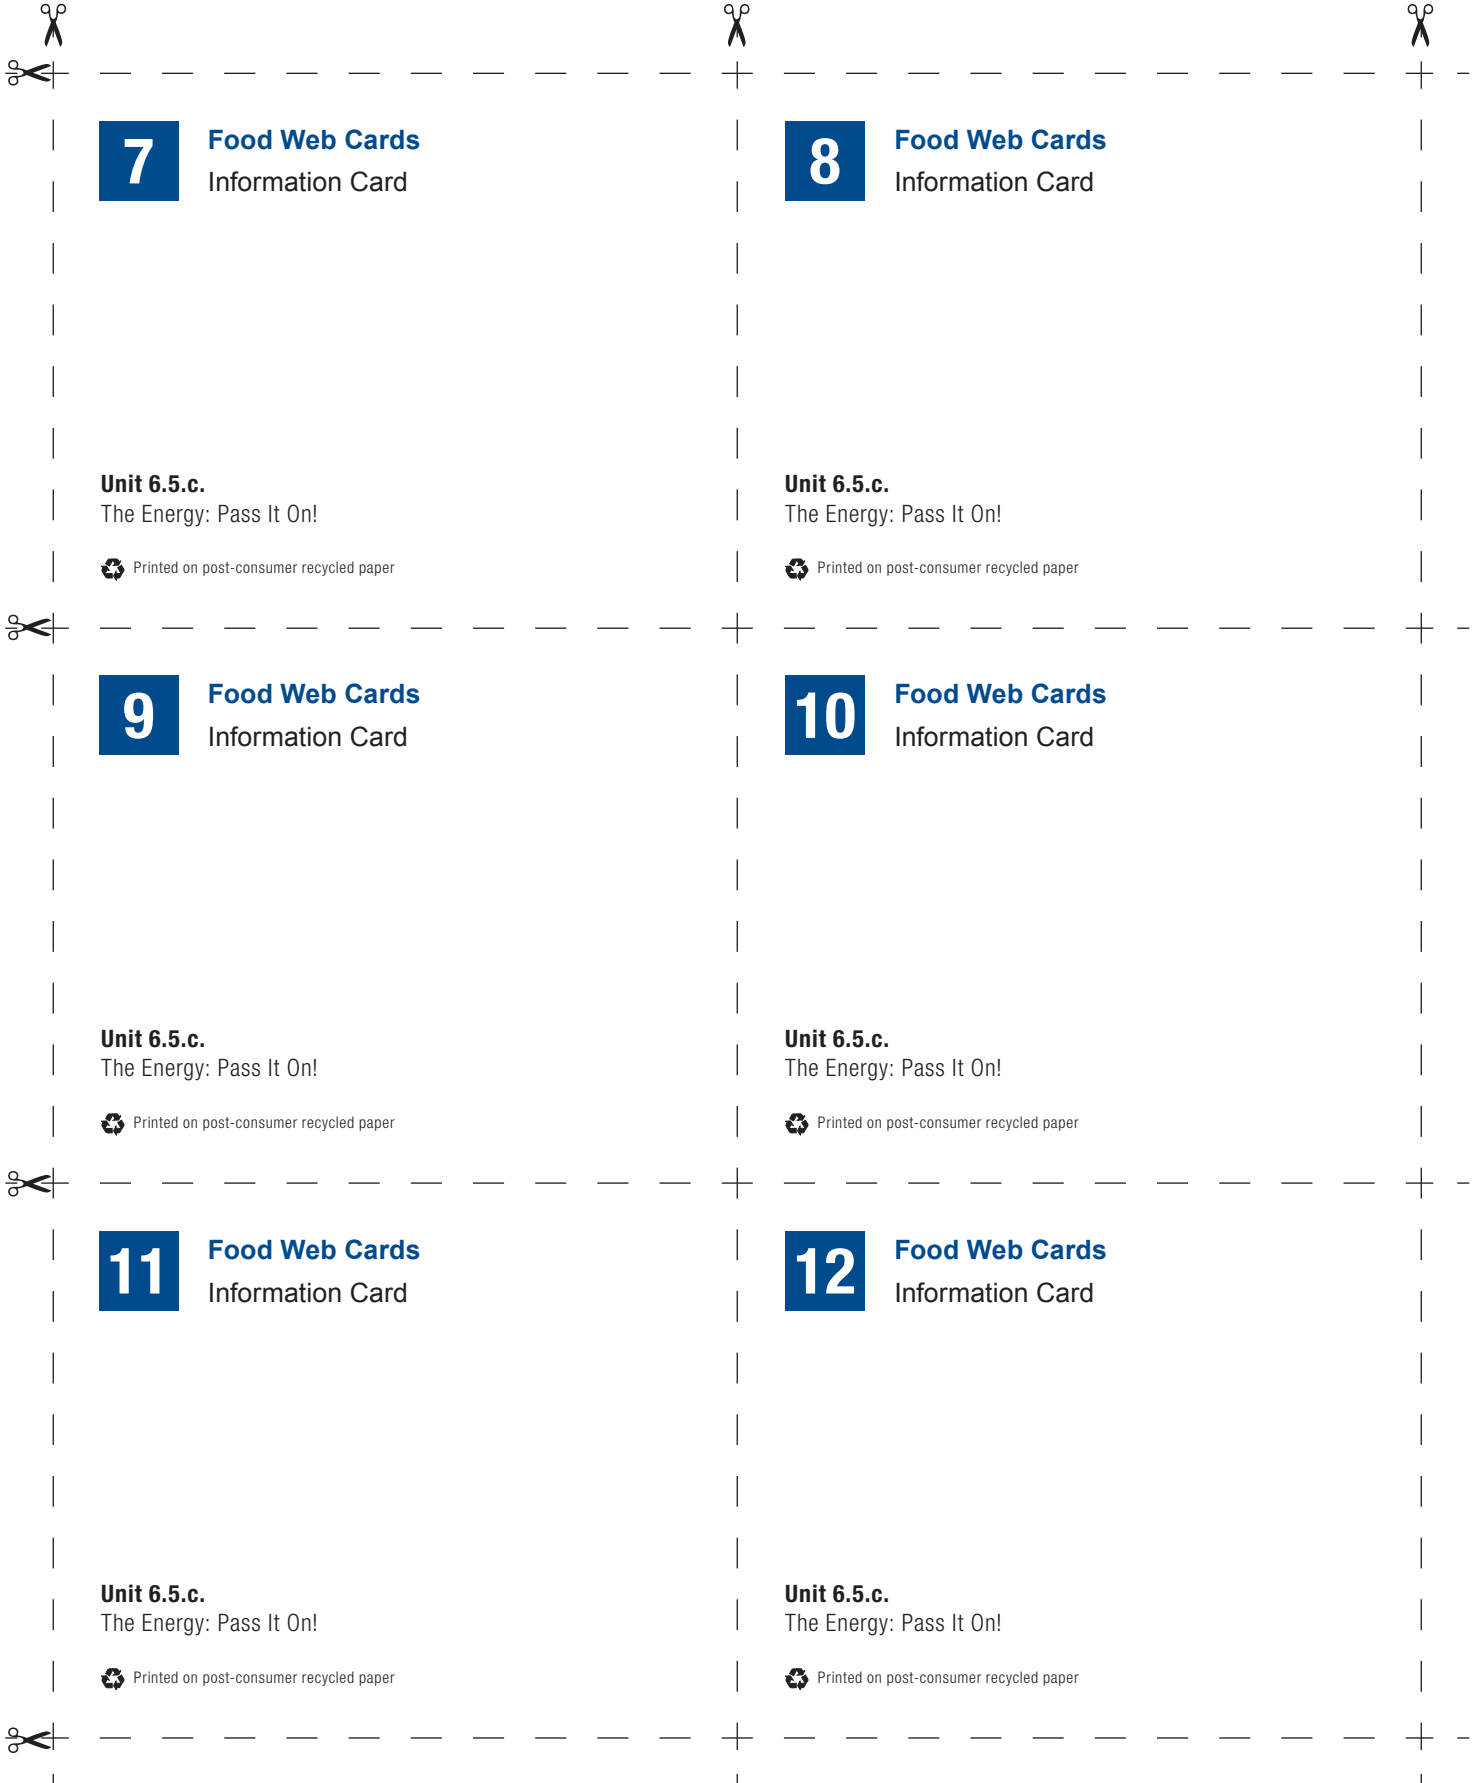 7
Food Web Cards
Information Card
Unit 6.5.c.
The Energy: Pass It On!
Printed on post-consumer recycled paper
8
Food Web Cards
Information Card
Unit 6.5.c.
The Energy: Pass It On!
Printed on post-consumer recycled paper
9
Food Web Cards
Information Card
Unit 6.5.c.
The Energy: Pass It On!
Printed on post-consumer recycled paper
10
Food Web Cards
Information Card
Unit 6.5.c.
The Energy: Pass It On!
Printed on post-consumer recycled paper
11
Food Web Cards
Information Card
Unit 6.5.c.
The Energy: Pass It On!
Printed on post-consumer recycled paper
12
Food Web Cards
Information Card
Unit 6.5.c.
The Energy: Pass It On!
Printed on post-consumer recycled paper